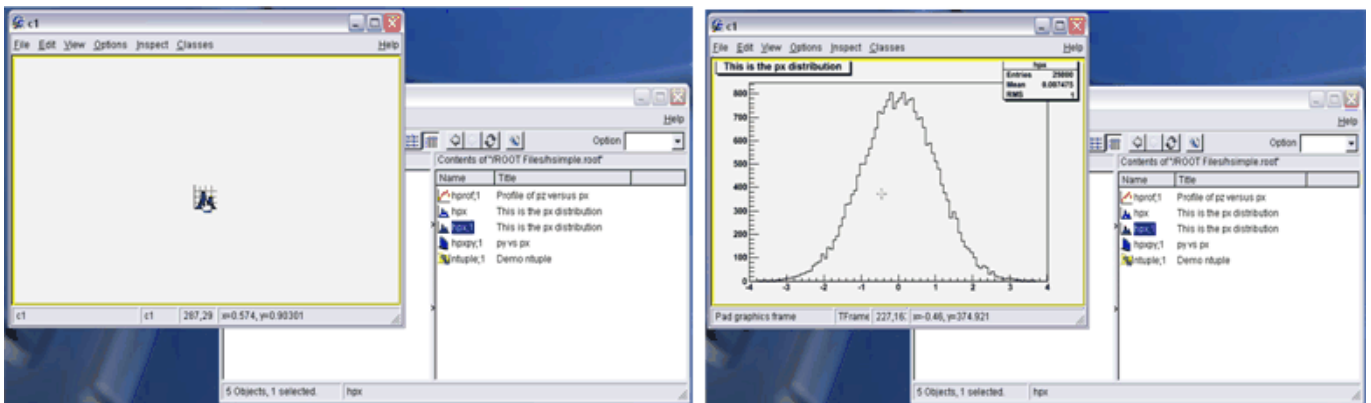 c1
File Edit View Options Inspect Classes Help
Help
Option
Contents of "/ROOT Files/hsimple.root"
Name Title
hprof;1 Profile of pz versus px
hpx This is the px distribution
hpx;1 This is the px distribution
hpxpy;1 py vs px
ntuple;1 Demo ntuple
c1 c1 287,29 x=0.574, y=0.90301
5 Objects, 1 selected. hpx
c1
File Edit View Options Inspect Classes Help
This is the px distribution
hpx
Entries 25000
Mean
RMS 1
800
700
600
500
400
300
200
100
0
-4 -3 -2 -1 0 1 2 3 4
Help
Option
Contents of "/ROOT Files/hsimple.root"
Name Title
hprof;1 Profile of pz versus px
hpx This is the px distribution
hpx;1 This is the px distribution
hpxpy;1 py vs px
ntuple;1 Demo ntuple
Pad graphics frame TFrame x=-0.46, y=374.921
5 Objects, 1 selected. hpx